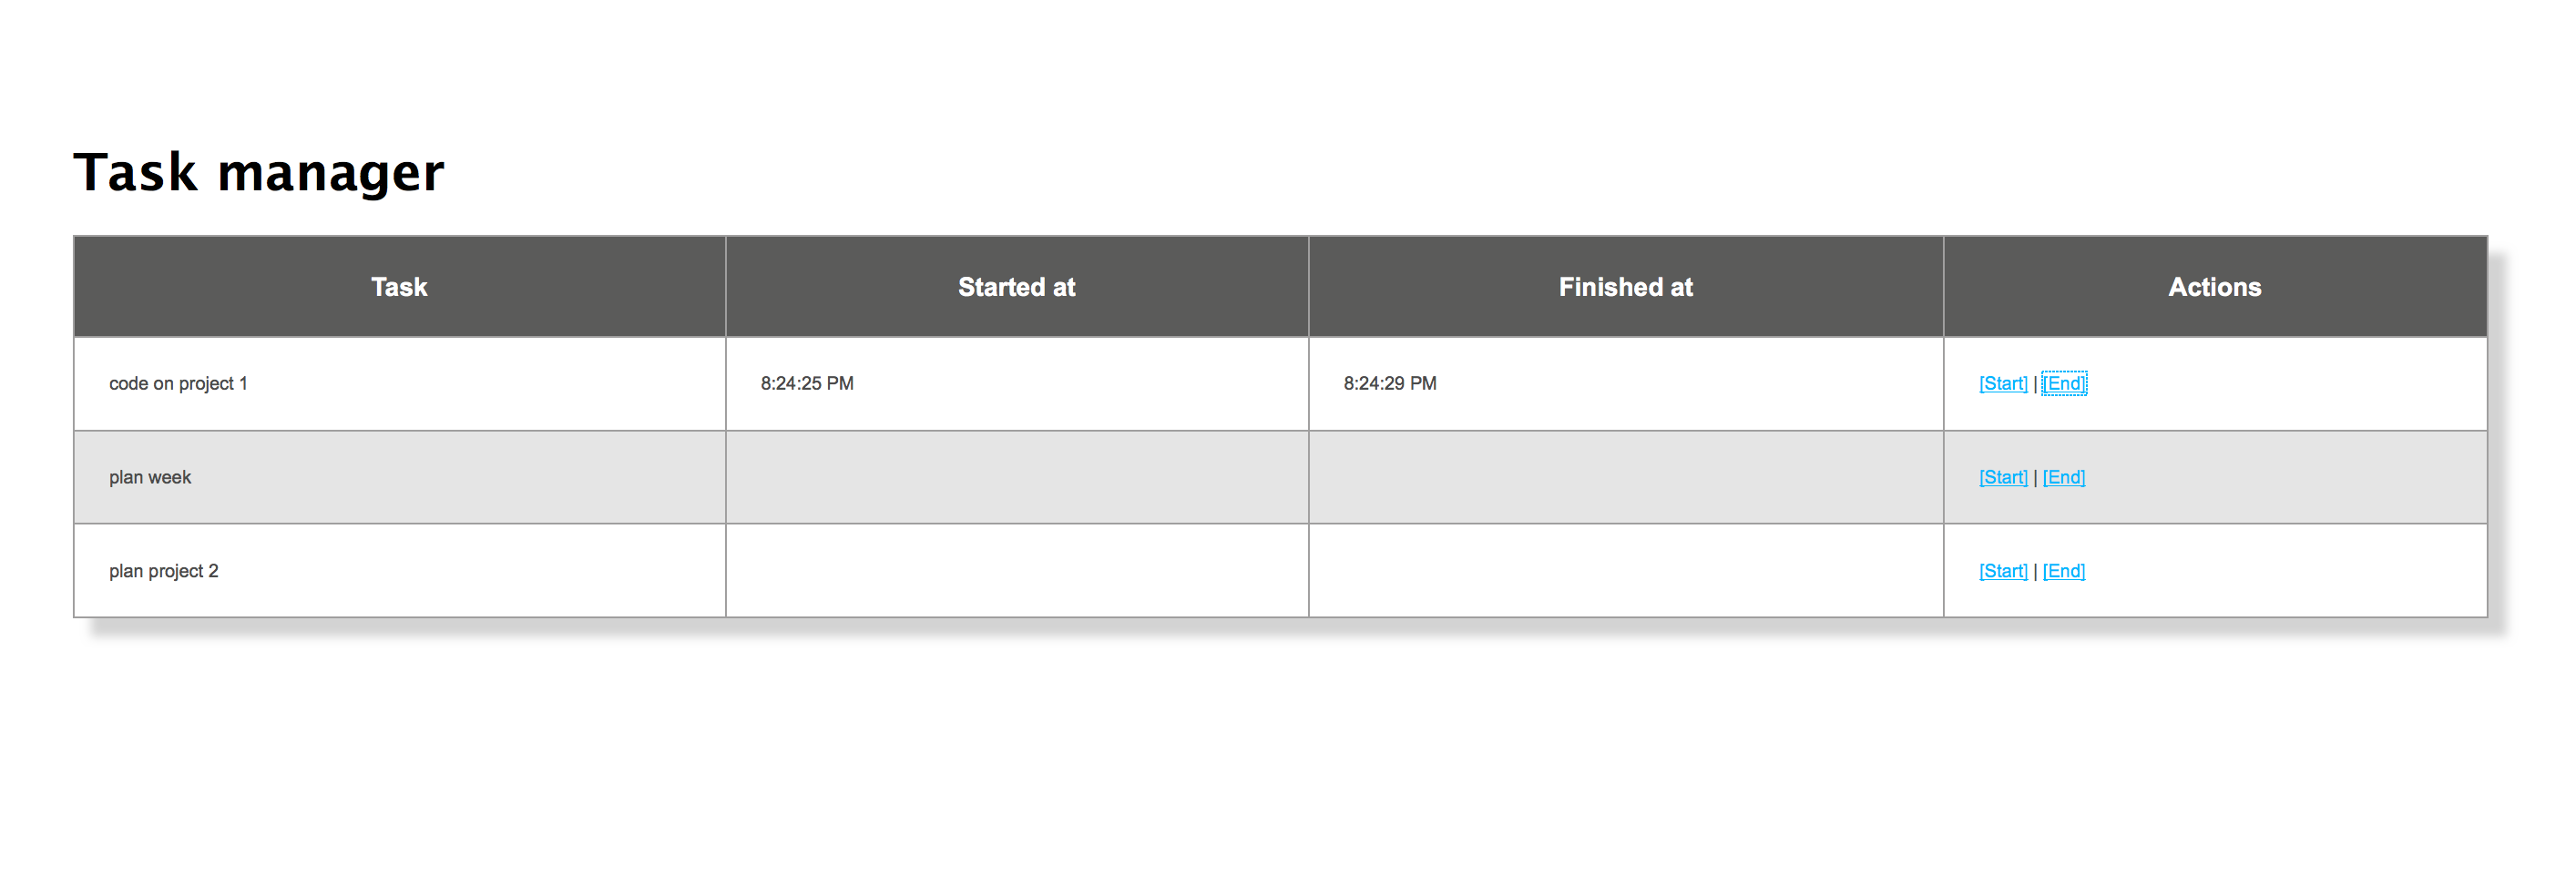 Task manager
Task Started at Finished at Actions
code on project 1 8:24:25 PM 8:24:29 PM [Start] | [End]
plan week [Start] | [End]
plan project 2 [Start] | [End]